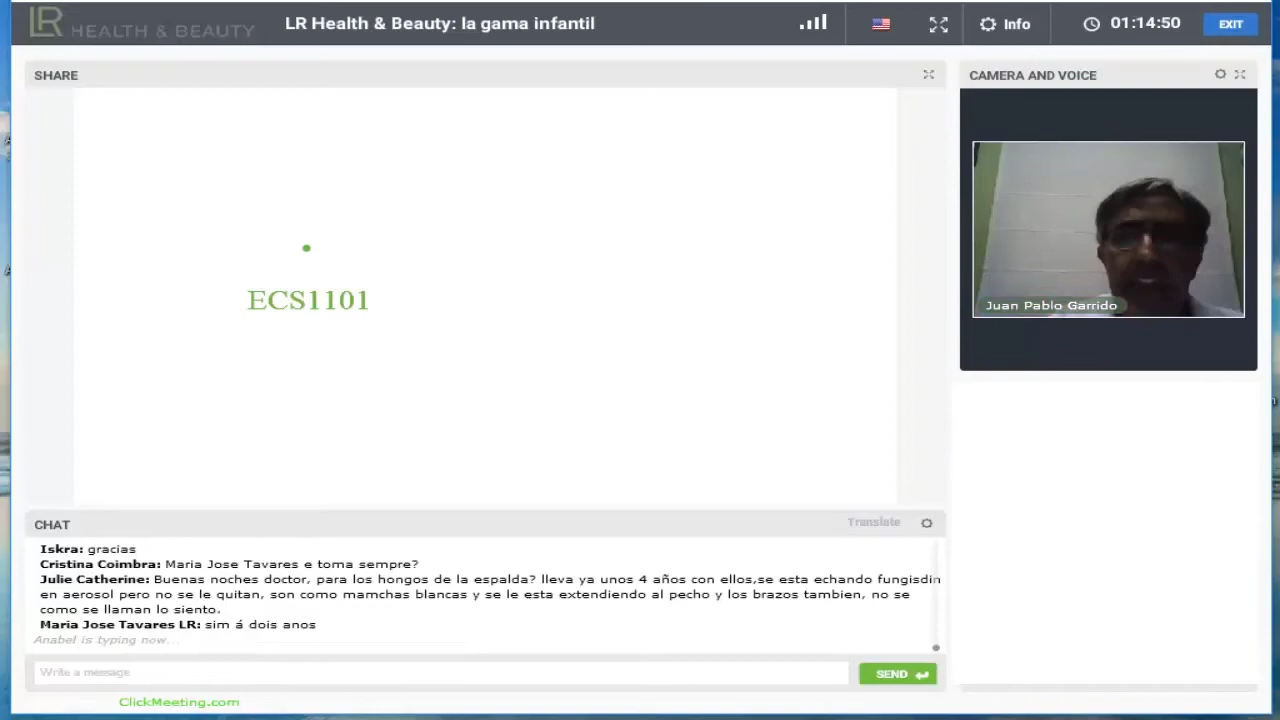 LR HEALTH & BEAUTY
LR Health & Beauty: la gama infantil
Info
01:14:50
EXIT
SHARE
CAMERA AND VOICE
ECS1101
Juan Pablo Garrido
CHAT
Translate
Iskra: gracias
Cristina Coimbra: Maria Jose Tavares e toma sempre?
Julie Catherine: Buenas noches doctor, para los hongos de la espalda? lleva ya unos 4 años con ellos,se esta echando fungisdin
en aerosol pero no se le quitan, son como mamchas blancas y se le esta extendiendo al pecho y los brazos tambien, no se
como se llaman lo siento.
Maria Jose Tavares LR: sim á dois anos
Anabel is typing now...
Write a message
SEND
ClickMeeting.com